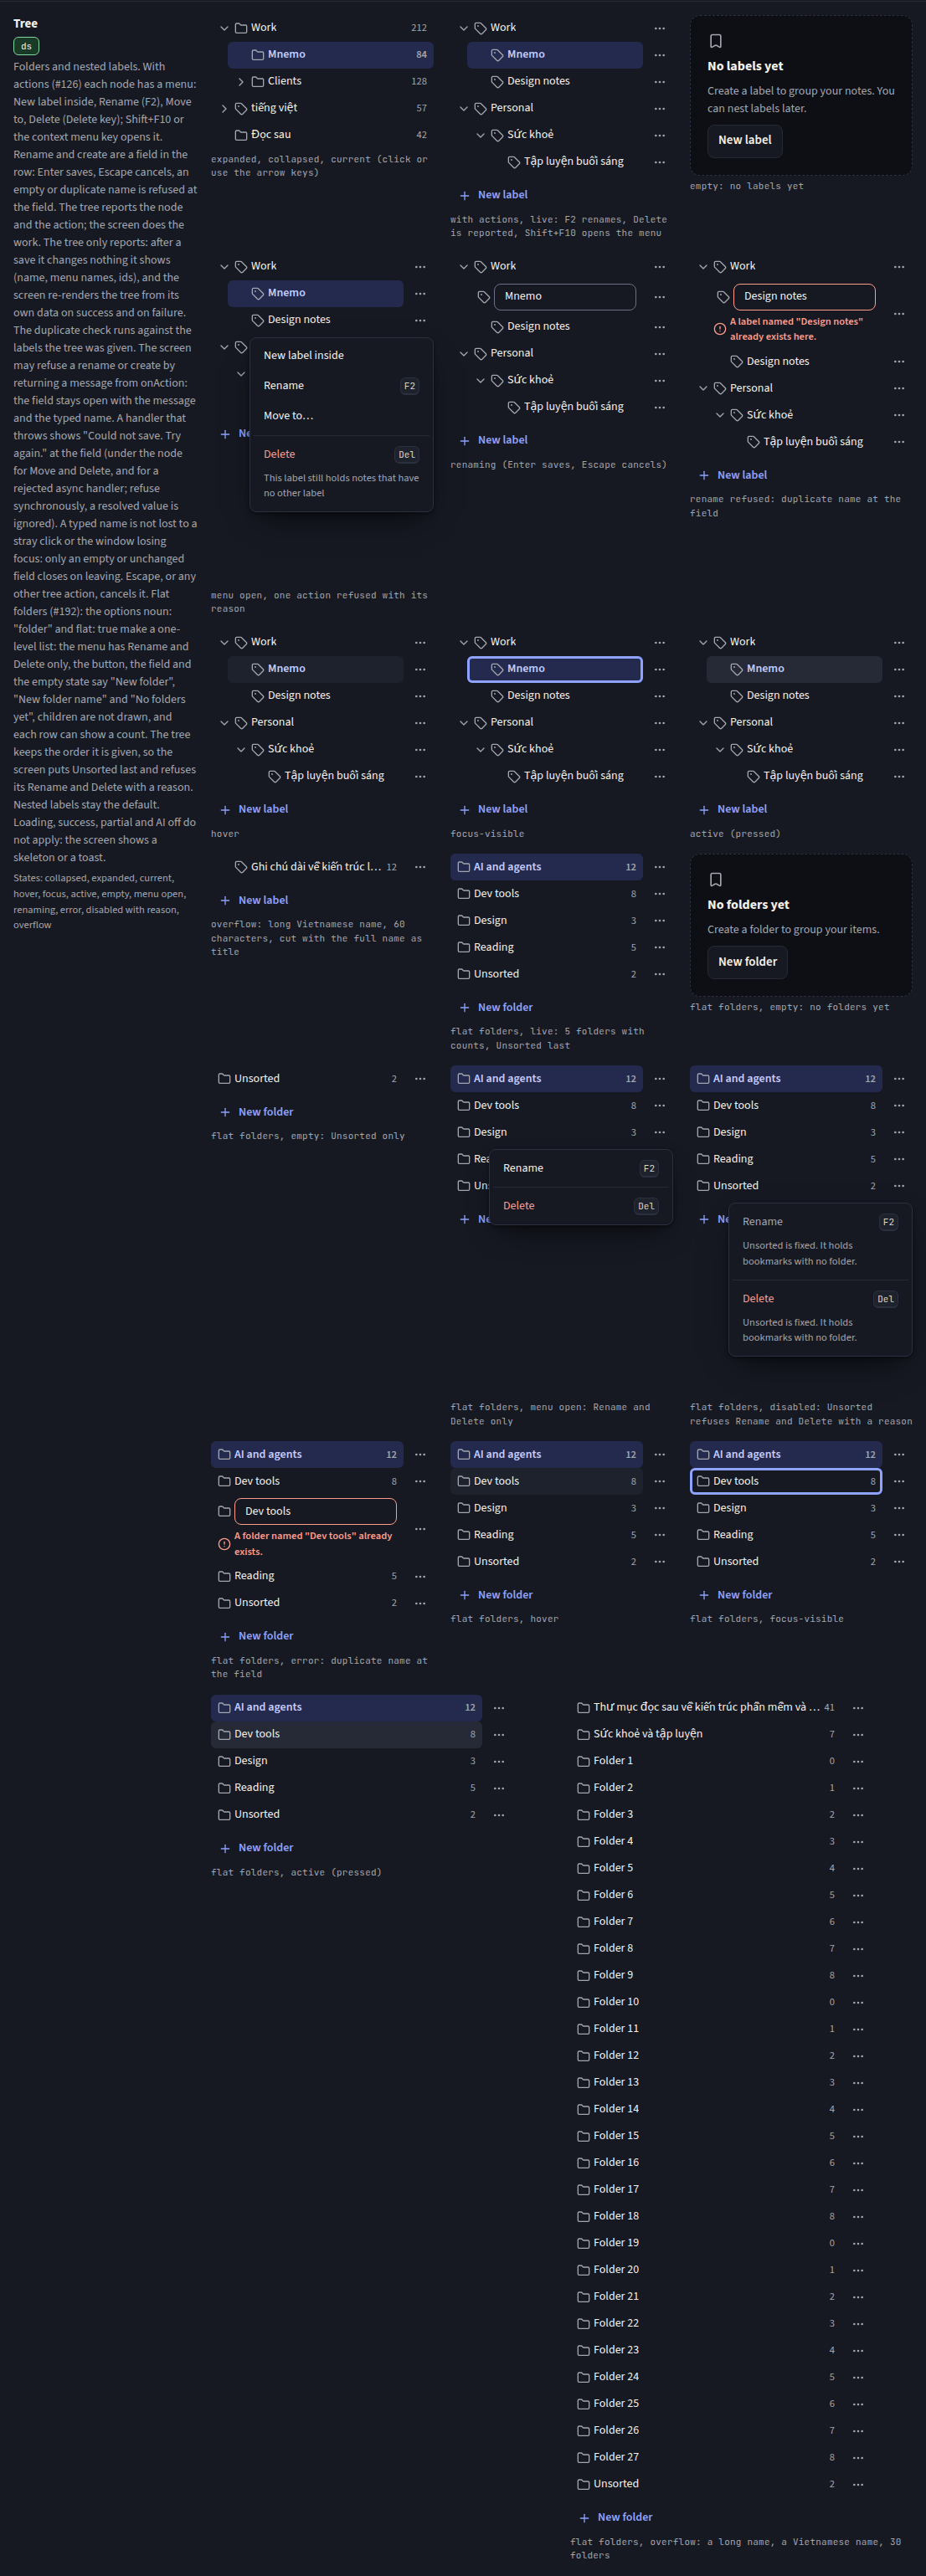 Tree
ds
Folders and nested labels. With
actions (#126) each node has a menu:
New label inside, Rename (F2), Move
to, Delete (Delete key); Shift+F10 or
the context menu key opens it.
Rename and create are a field in the
row: Enter saves, Escape cancels, an
empty or duplicate name is refused at
the field. The tree reports the node
and the action; the screen does the
work. The tree only reports: after a
save it changes nothing it shows
(name, menu names, ids), and the
screen re-renders the tree from its
own data on success and on failure.
The duplicate check runs against the
labels the tree was given. The screen
may refuse a rename or create by
returning a message from onAction:
the field stays open with the message
and the typed name. A handler that
throws shows "Could not save. Try
again." at the field (under the node
for Move and Delete, and for a
rejected async handler; refuse
synchronously, a resolved value is
ignored). A typed name is not lost to a
stray click or the window losing
focus: only an empty or unchanged
field closes on leaving. Escape, or any
other tree action, cancels it. Flat
folders (#192): the options noun:
"folder" and flat: true make a one-
level list: the menu has Rename and
Delete only, the button, the field and
the empty state say "New folder",
"New folder name" and "No folders
yet", children are not drawn, and
each row can show a count. The tree
keeps the order it is given, so the
screen puts Unsorted last and refuses
its Rename and Delete with a reason.
Nested labels stay the default.
Loading, success, partial and AI off do
not apply: the screen shows a
skeleton or a toast.
States: collapsed, expanded, current,
hover, focus, active, empty, menu open,
renaming, error, disabled with reason,
overflow
Work 212
Mnemo 84
Clients 128
tiếng việt 57
Đọc sau 42
expanded, collapsed, current (click or
use the arrow keys)
Work
Mnemo
Design notes
Personal
Sức khoẻ
Tập luyện buổi sáng
New label
with actions, live: F2 renames, Delete
is reported, Shift+F10 opens the menu
No labels yet
Create a label to group your notes. You
can nest labels later.
New label
empty: no labels yet
Work
Mnemo
Design notes
New label inside
Rename F2
Move to…
Ne
Delete Del
This label still holds notes that have
no other label
menu open, one action refused with its
reason
Work
Mnemo
Design notes
Personal
Sức khoẻ
Tập luyện buổi sáng
New label
renaming (Enter saves, Escape cancels)
Work
Design notes
A label named "Design notes"
already exists here.
Design notes
Personal
Sức khoẻ
Tập luyện buổi sáng
New label
rename refused: duplicate name at the
field
Work
Mnemo
Design notes
Personal
Sức khoẻ
Tập luyện buổi sáng
New label
hover
Work
Mnemo
Design notes
Personal
Sức khoẻ
Tập luyện buổi sáng
New label
focus-visible
Work
Mnemo
Design notes
Personal
Sức khoẻ
Tập luyện buổi sáng
New label
active (pressed)
Ghi chú dài về kiến trúc l… 12
New label
overflow: long Vietnamese name, 60
characters, cut with the full name as
title
AI and agents 12
Dev tools 8
Design 3
Reading 5
Unsorted 2
New folder
flat folders, live: 5 folders with
counts, Unsorted last
No folders yet
Create a folder to group your items.
New folder
flat folders, empty: no folders yet
Unsorted 2
New folder
flat folders, empty: Unsorted only
AI and agents 12
Dev tools 8
Design 3
Rea
Rename F2
Uns
Delete Del
Ne
flat folders, menu open: Rename and
Delete only
AI and agents 12
Dev tools 8
Design 3
Reading 5
Unsorted 2
Ne
Rename F2
Unsorted is fixed. It holds
bookmarks with no folder.
Delete Del
Unsorted is fixed. It holds
bookmarks with no folder.
flat folders, disabled: Unsorted
refuses Rename and Delete with a reason
AI and agents 12
Dev tools 8
Dev tools
A folder named "Dev tools" already
exists.
Reading 5
Unsorted 2
New folder
flat folders, error: duplicate name at
the field
AI and agents 12
Dev tools 8
Design 3
Reading 5
Unsorted 2
New folder
flat folders, hover
AI and agents 12
Dev tools 8
Design 3
Reading 5
Unsorted 2
New folder
flat folders, focus-visible
AI and agents 12
Dev tools 8
Design 3
Reading 5
Unsorted 2
New folder
flat folders, active (pressed)
Thư mục đọc sau về kiến trúc phần mềm và … 41
Sức khoẻ và tập luyện 7
Folder 1 0
Folder 2 1
Folder 3 2
Folder 4 3
Folder 5 4
Folder 6 5
Folder 7 6
Folder 8 7
Folder 9 8
Folder 10 0
Folder 11 1
Folder 12 2
Folder 13 3
Folder 14 4
Folder 15 5
Folder 16 6
Folder 17 7
Folder 18 8
Folder 19 0
Folder 20 1
Folder 21 2
Folder 22 3
Folder 23 4
Folder 24 5
Folder 25 6
Folder 26 7
Folder 27 8
Unsorted 2
New folder
flat folders, overflow: a long name, a Vietnamese name, 30
folders